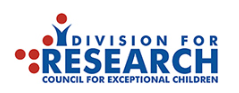 DIVISION FOR
RESEARCH
COUNCIL FOR EXCEPTIONAL CHILDREN